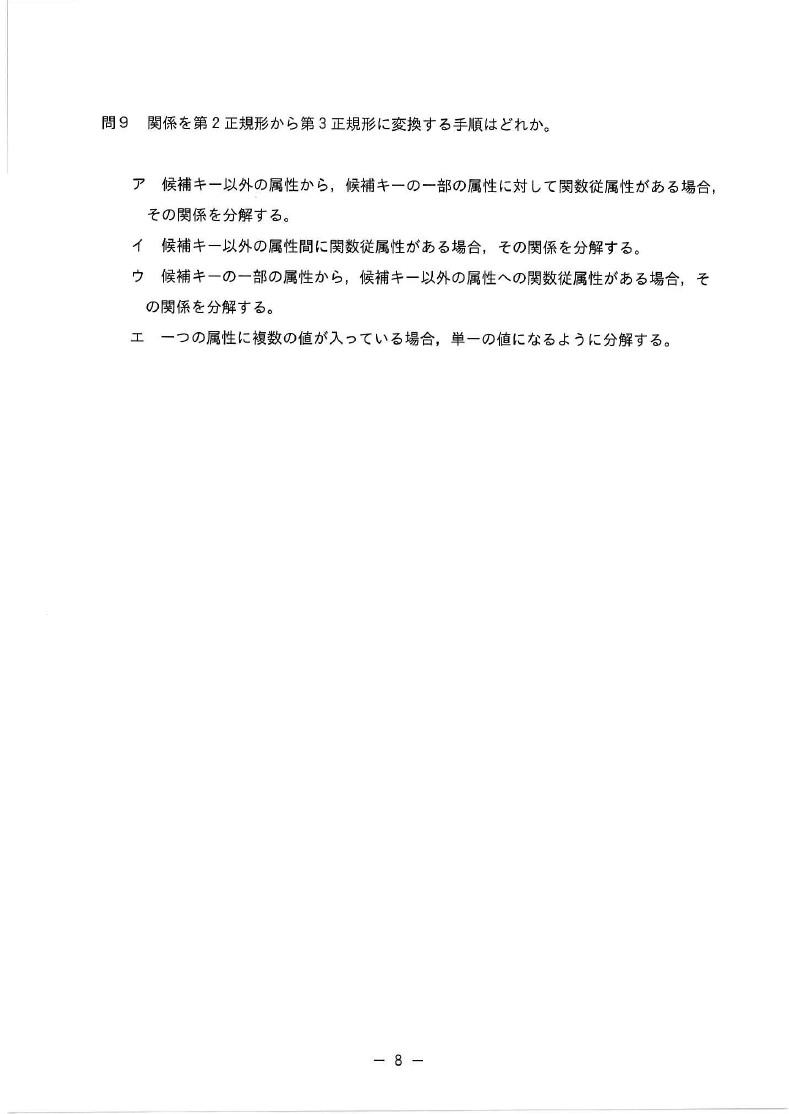 問９　関係を第２正規形から第３正規形に変換する手順はどれか。
ア　候補キー以外の属性から，候補キーの一部の属性に対して関数従属性がある場合，
その関係を分解する。
イ　候補キー以外の属性間に関数従属性がある場合，その関係を分解する。
ウ　候補キーの一部の属性から，候補キー以外の属性への関数従属性がある場合，そ
の関係を分解する。
エ　一つの属性に複数の値が入っている場合，単一の値になるように分解する。
－ 8 －